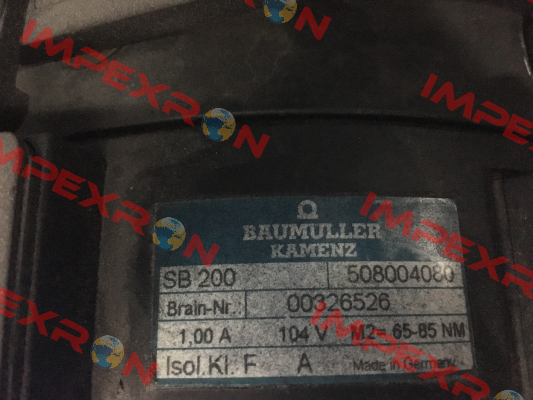 BAUMULLER
KAMENZ
SB 200 508004080
Brain-Nr. 00326526
1,00 A 104 V M2= 65-85 NM
Isol.Kl. F A Made in Germany
IMPEXRON
IMPEXRON
IMPEXRON
IMPEXRON
IMPEXRON